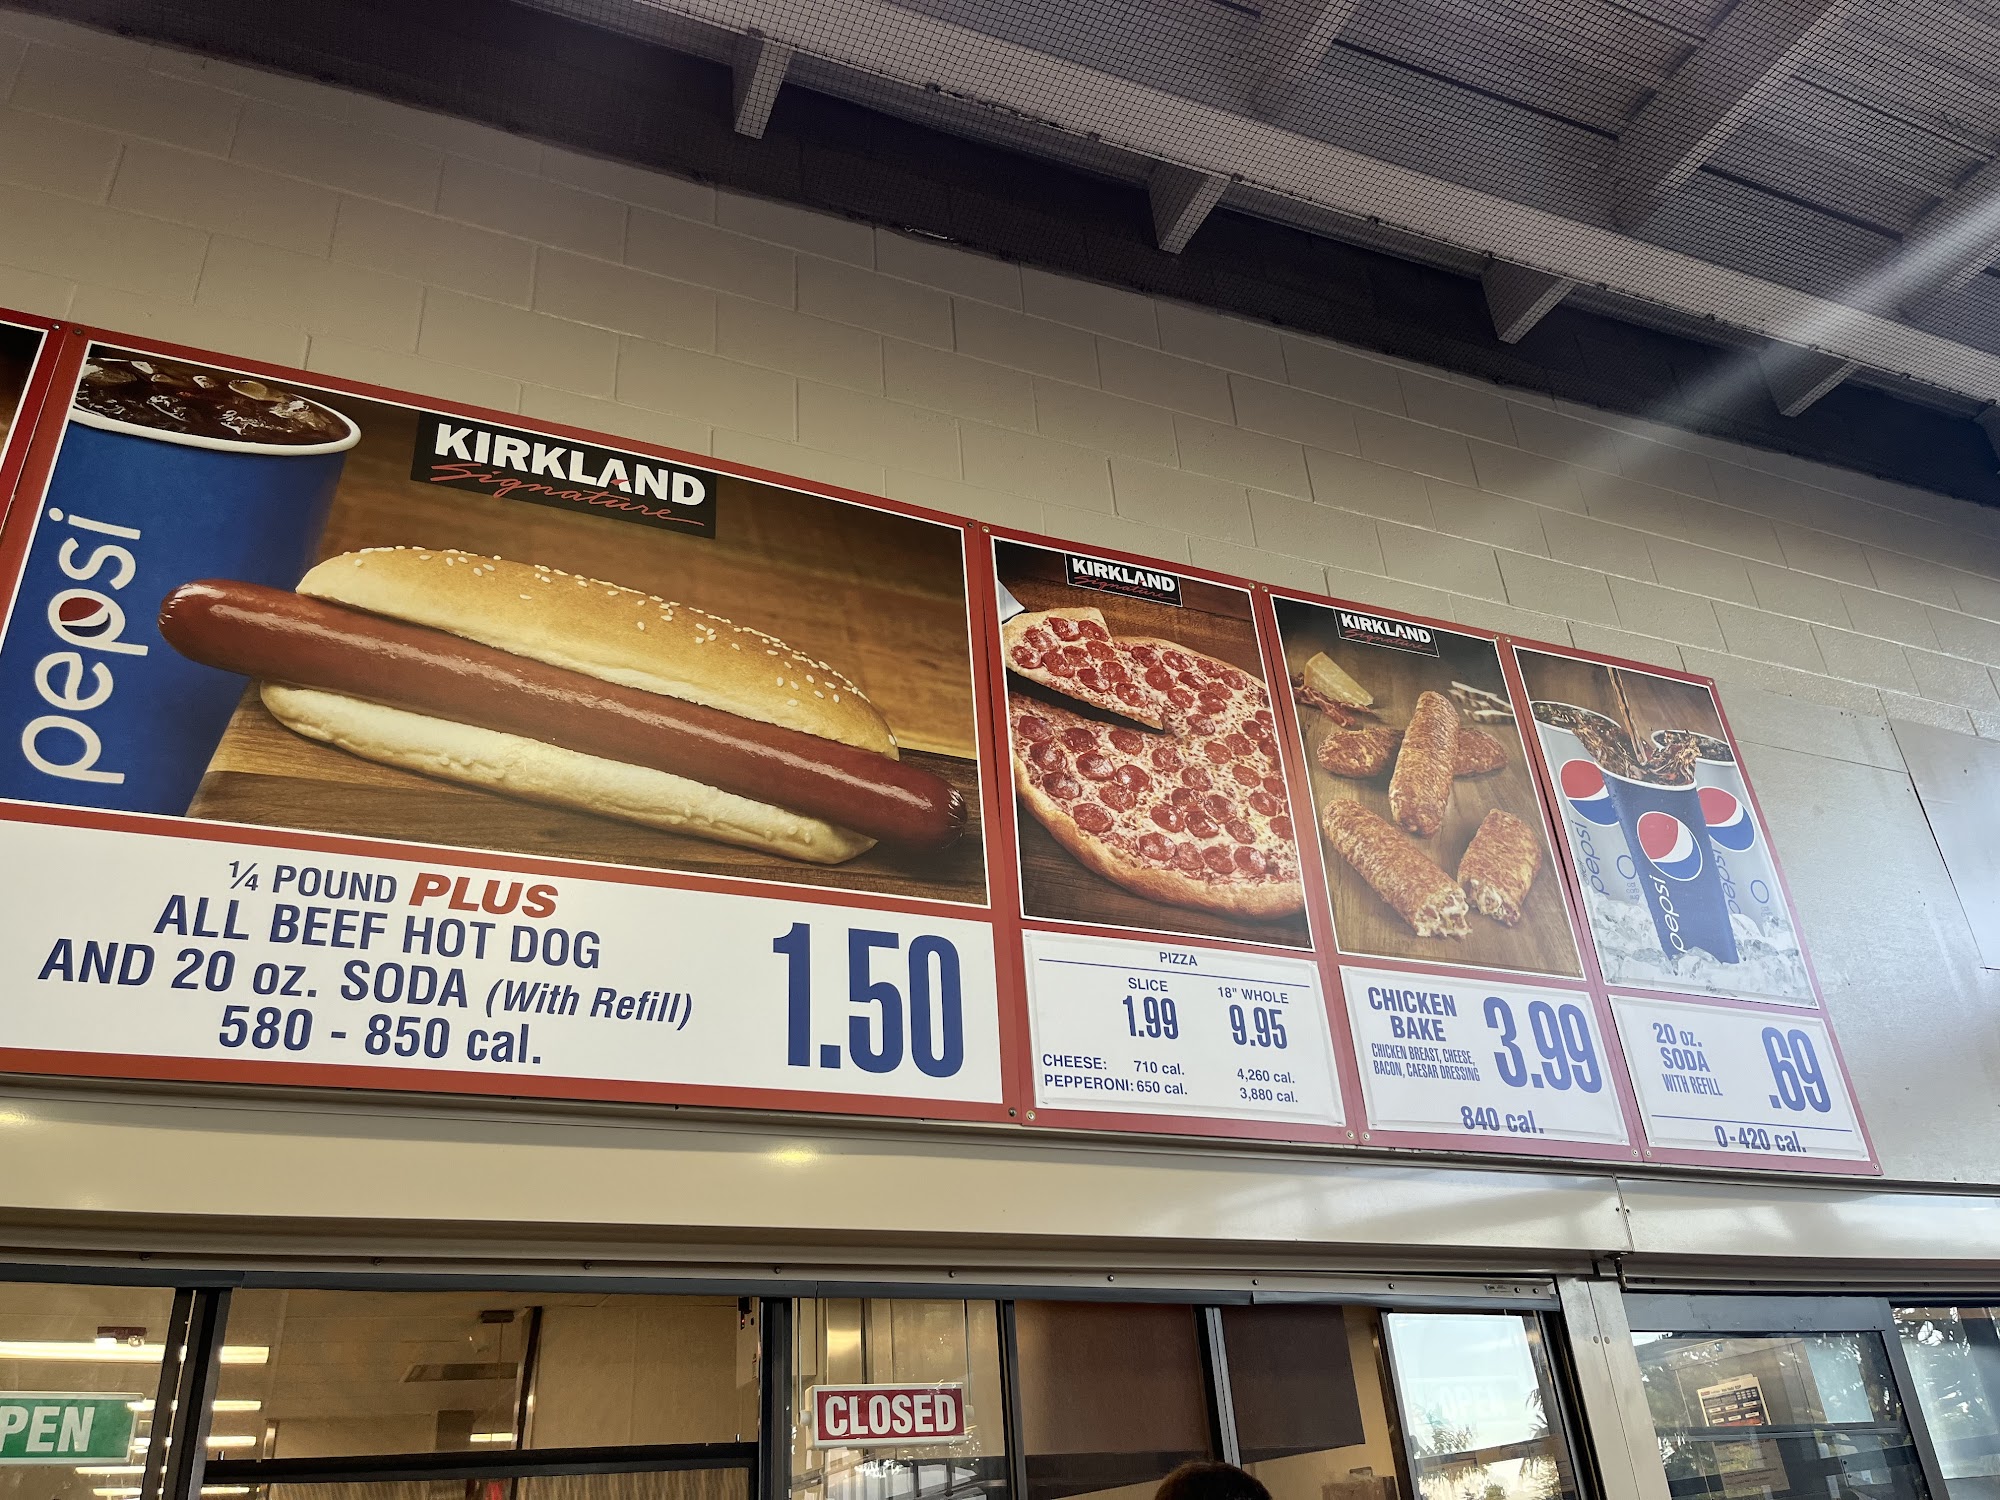 pepsi
KIRKLAND
Signature
1/4 POUND PLUS
ALL BEEF HOT DOG
AND 20 oz. SODA (With Refill)
580 - 850 cal.
1.50
KIRKLAND
Signature
PIZZA
SLICE 18" WHOLE
1.99 9.95
CHEESE: 710 cal. 4,260 cal.
PEPPERONI: 650 cal. 3,880 cal.
KIRKLAND
Signature
CHICKEN
BAKE
CHICKEN BREAST, CHEESE,
BACON, CAESAR DRESSING
3.99
840 cal.
pepsi
pepsi
pepsi
20 oz.
SODA
WITH REFILL
.69
0-420 cal.
PEN
CLOSED
OPEN